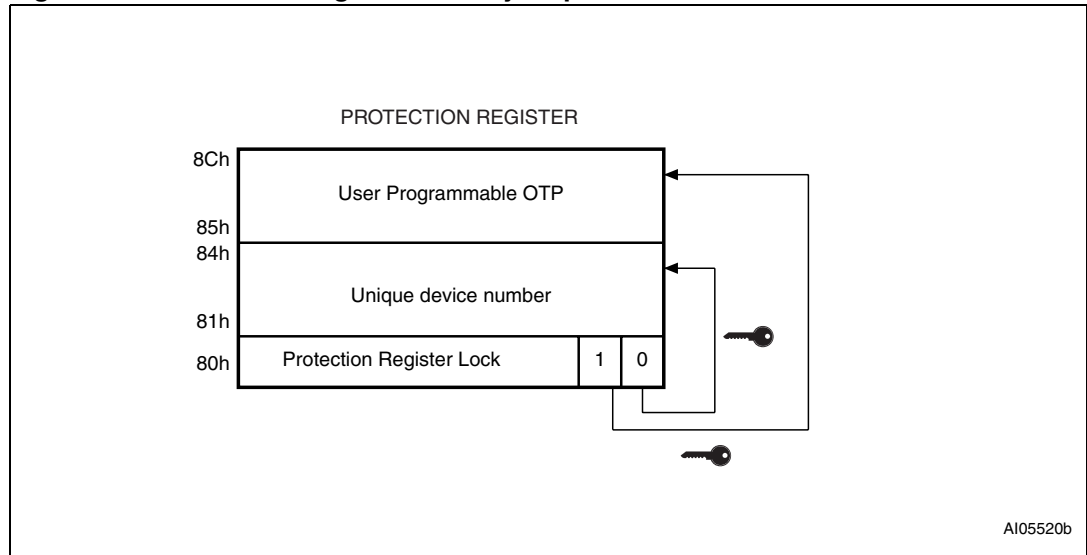 PROTECTION REGISTER
8Ch
User Programmable OTP
85h
84h
Unique device number
81h
80h
Protection Register Lock
1
0
AI05520b